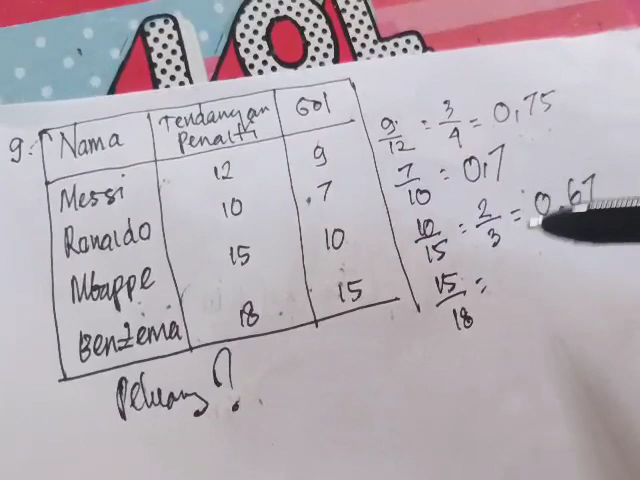 LOL
9.
Nama Tendangan Penalti Gol
Messi 12 9
Ronaldo 10 7
Mbappe 15 10
Benzema 18 15
Peluang ?
9/12 = 3/4 = 0,75
7/10 = 0,7
10/15 = 2/3 = 0,67
15/18 =